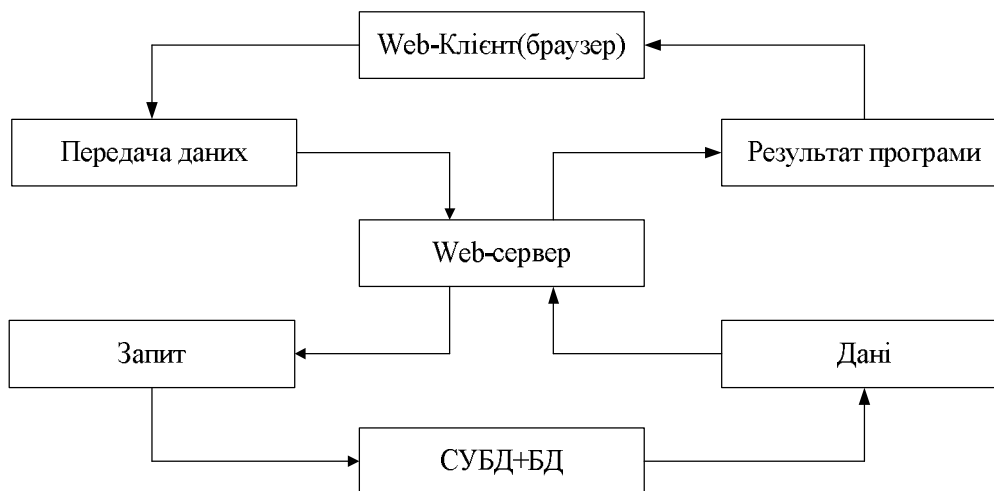 Web-Клієнт(браузер)
Передача даних
Результат програми
Web-сервер
Запит
Дані
СУБД+БД